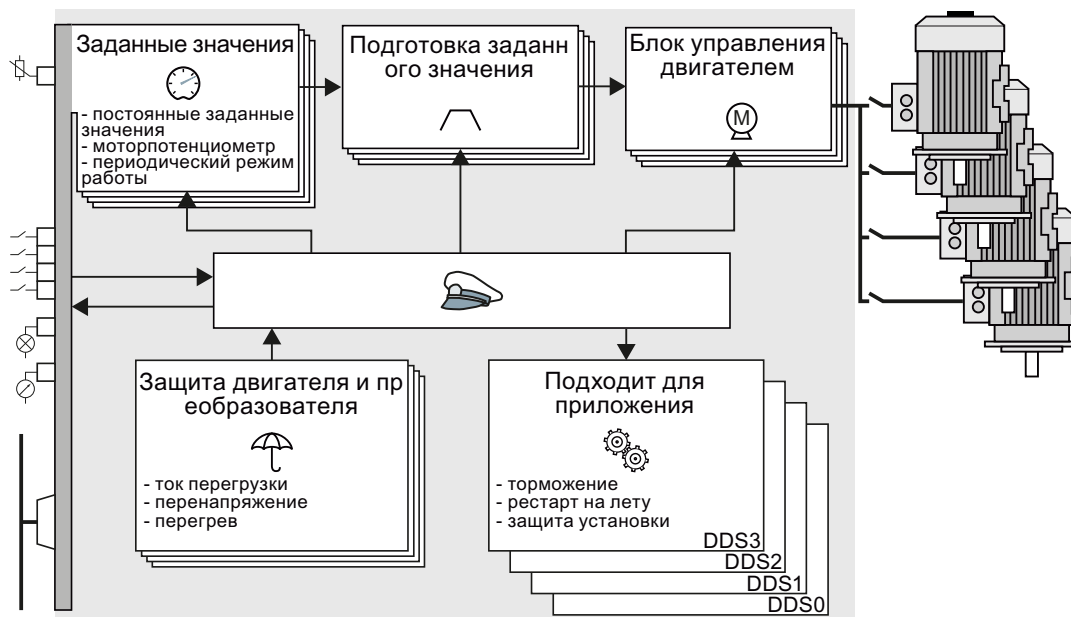 Заданные значения
- постоянные заданные
значения
- моторпотенциометр
- периодический режим
работы
Подготовка заданн
ого значения
Блок управления
двигателем
M
Защита двигателя и пр
еобразователя
- ток перегрузки
- перенапряжение
- перегрев
Подходит для
приложения
- торможение
- рестарт на лету
- защита установки
DDS3
DDS2
DDS1
DDS0